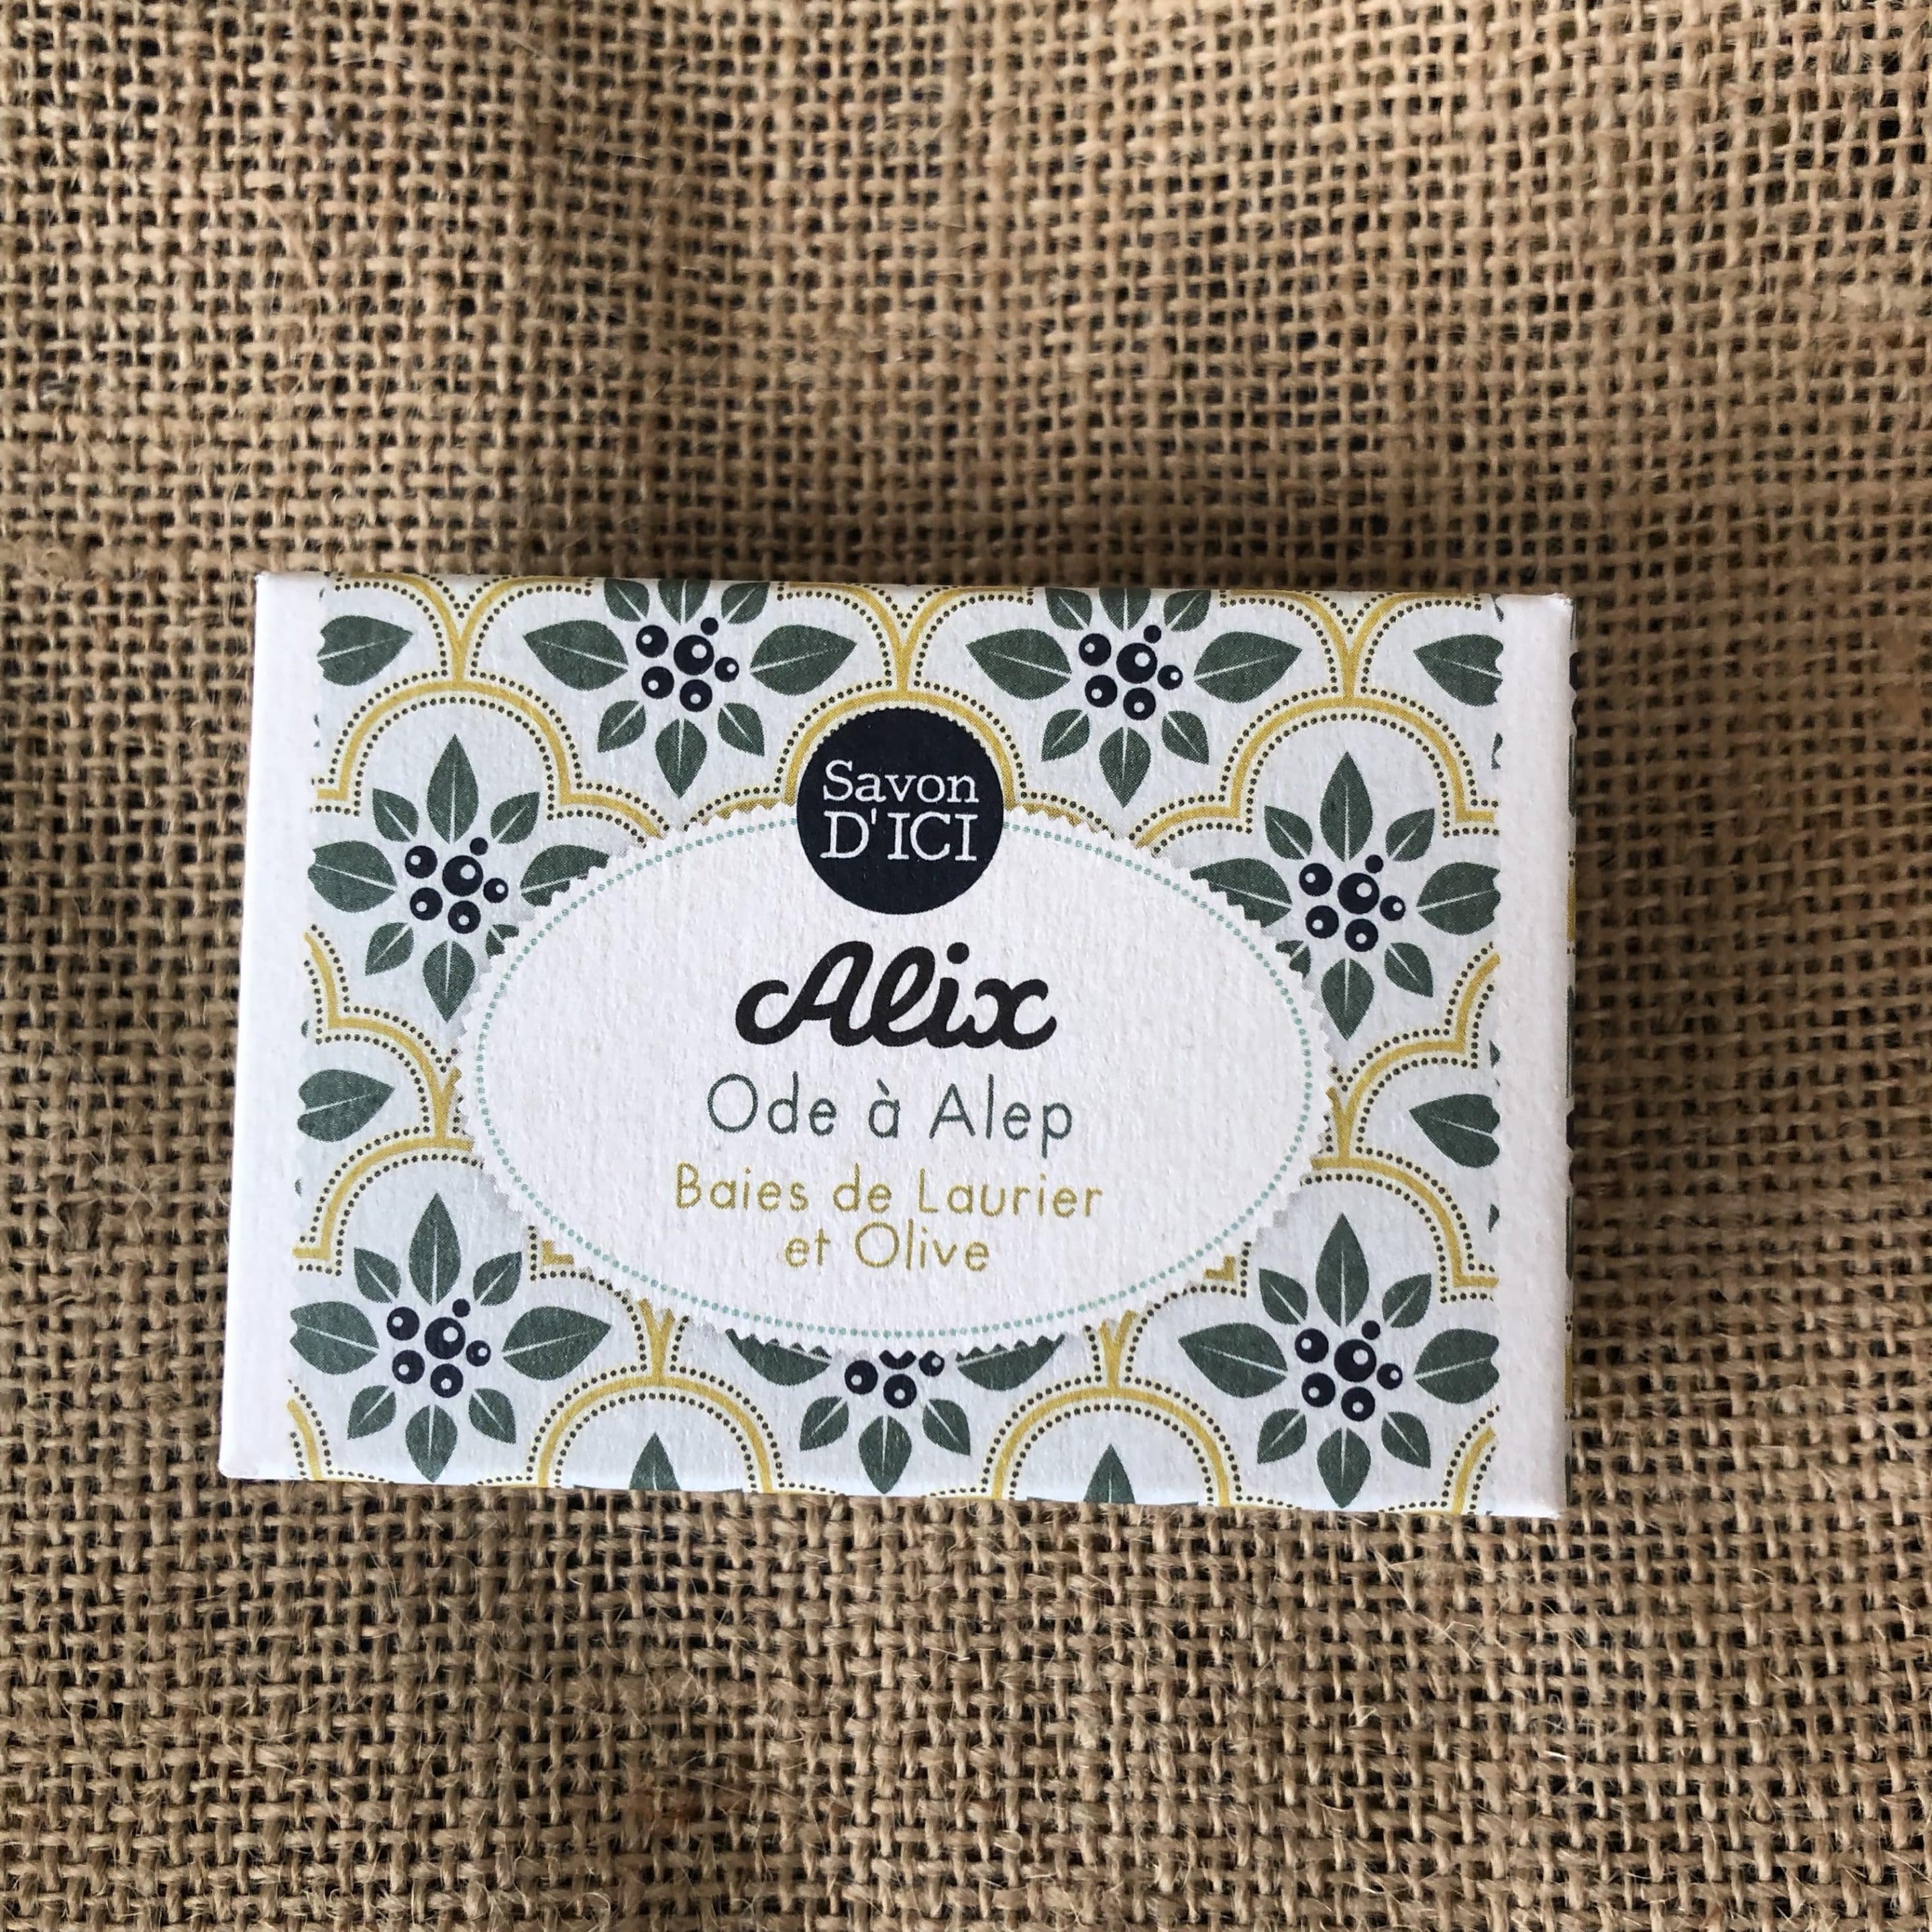 Savon
D'ICI
Alix
Ode à Alep
Baies de Laurier
et Olive